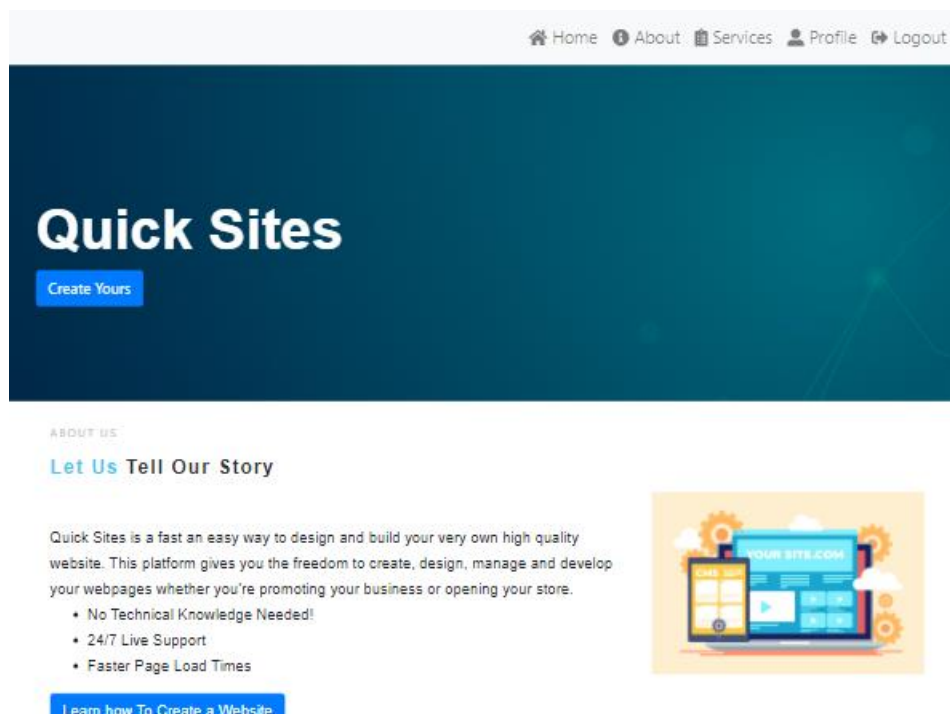 Home About Services Profile Logout
Quick Sites
Create Yours
ABOUT US
Let Us Tell Our Story
Quick Sites is a fast an easy way to design and build your very own high quality
website. This platform gives you the freedom to create, design, manage and develop
your webpages whether you're promoting your business or opening your store.
• No Technical Knowledge Needed!
• 24/7 Live Support
• Faster Page Load Times
YOUR SITE.COM
Learn how To Create a Website